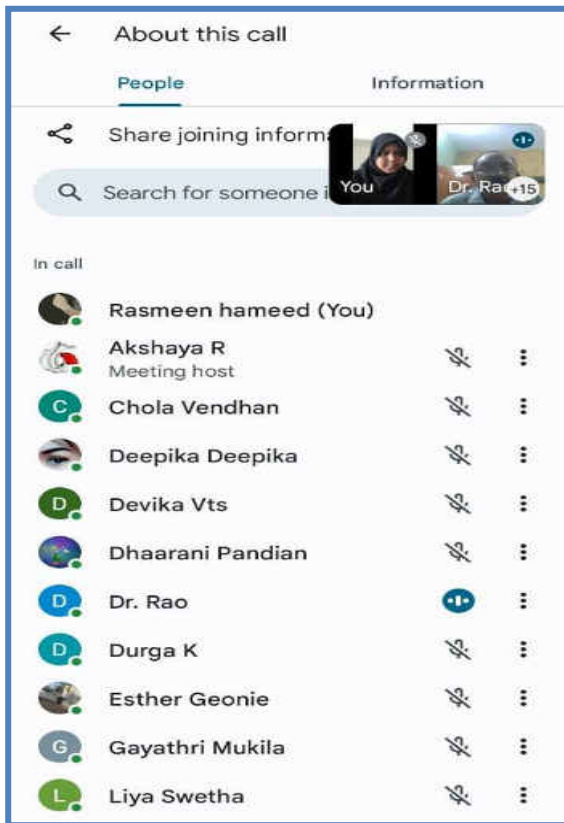 About this call
People Information
Share joining informa
You Dr. Rao +15
Search for someone i
In call
Rasmeen hameed (You)
Akshaya R
Meeting host
C Chola Vendhan
Deepika Deepika
D Devika Vts
Dhaarani Pandian
D Dr. Rao
D Durga K
Esther Geonie
G Gayathri Mukila
L Liya Swetha